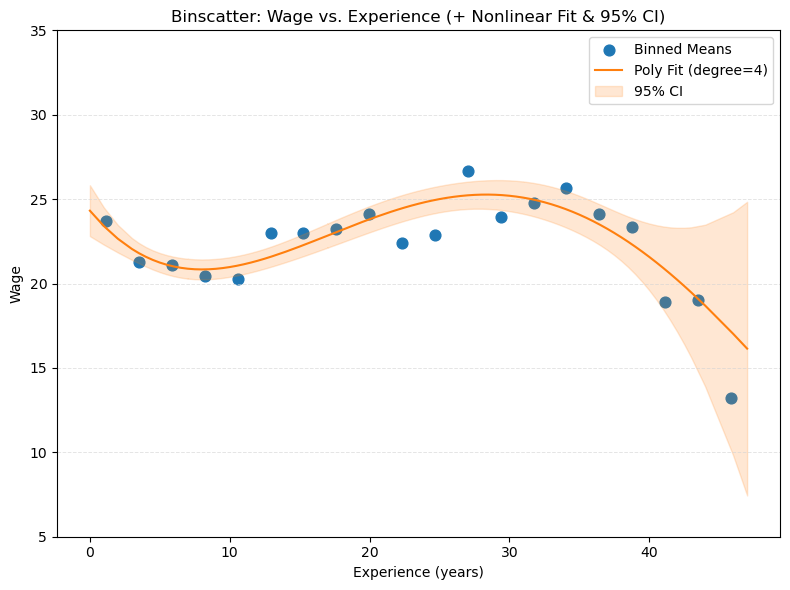 Binscatter: Wage vs. Experience (+ Nonlinear Fit & 95% CI)
35
30
25
20
15
10
5
Wage
Binned Means
Poly Fit (degree=4)
95% CI
0
10
20
30
40
Experience (years)